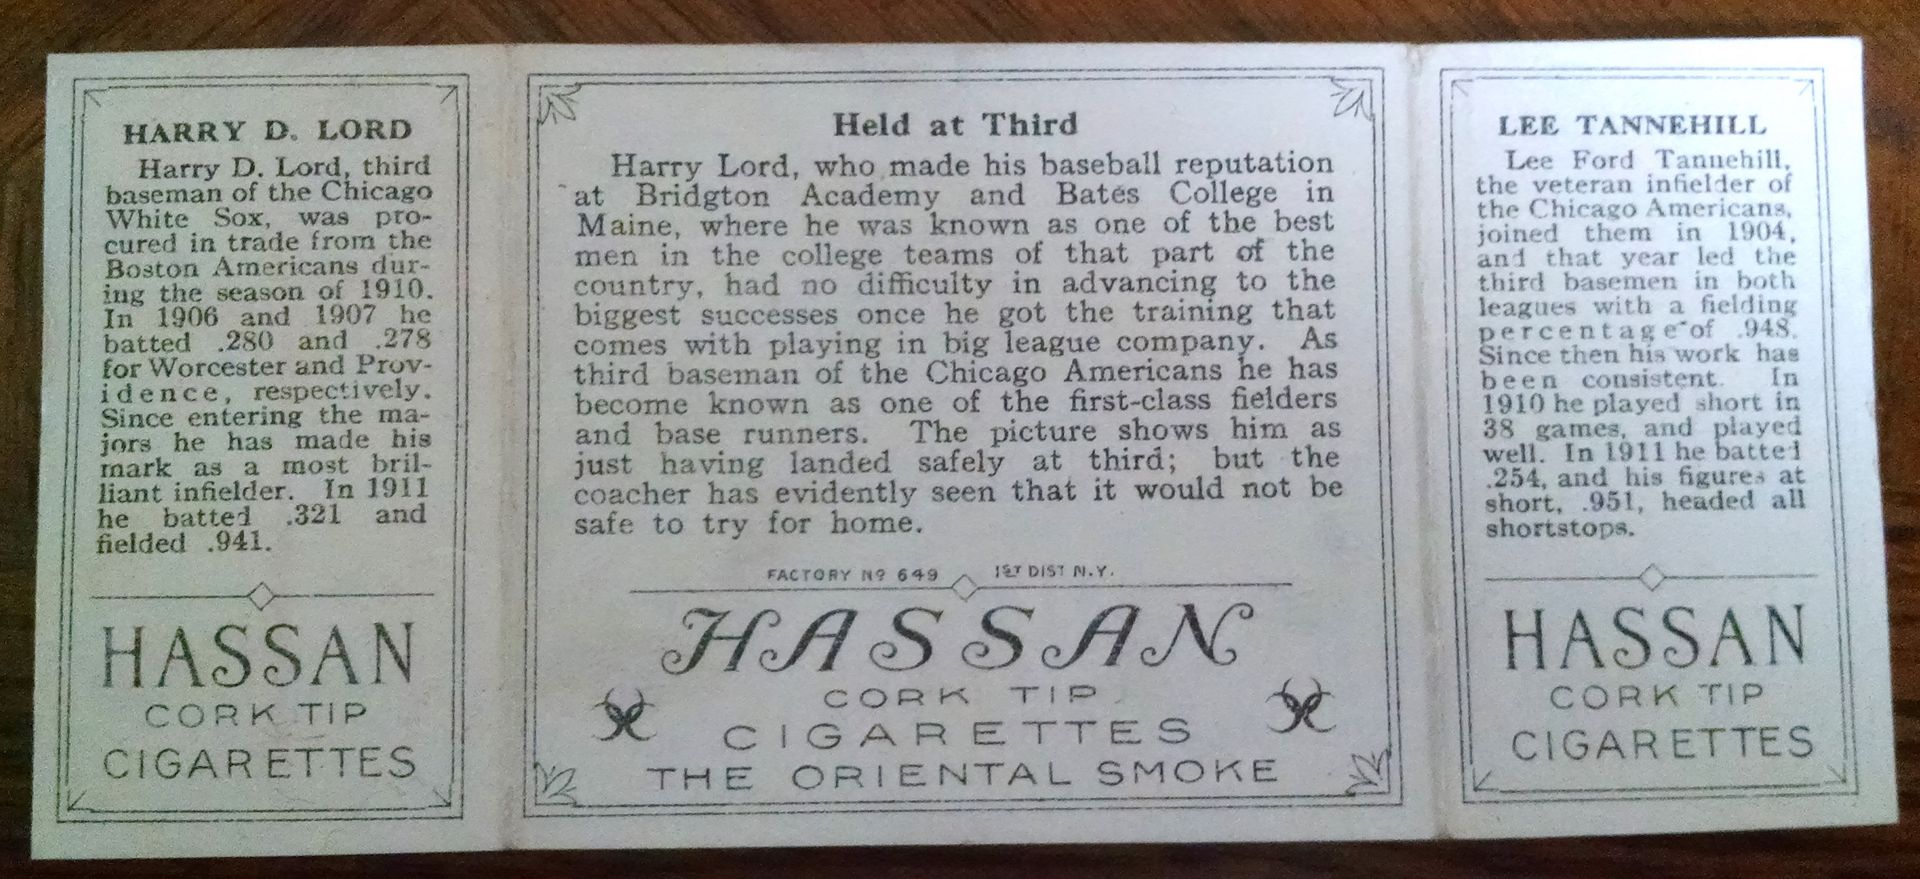 HARRY D. LORD
Harry D. Lord, third
baseman of the Chicago
White Sox, was pro-
cured in trade from the
Boston Americans dur-
ing the season of 1910.
In 1906 and 1907 he
batted .280 and .278
for Worcester and Prov-
idence, respectively.
Since entering the ma-
jors he has made his
mark as a most bril-
liant infielder. In 1911
he batted .321 and
fielded .941.
HASSAN
CORK TIP
CIGARETTES
Held at Third
Harry Lord, who made his baseball reputation
at Bridgton Academy and Bates College in
Maine, where he was known as one of the best
men in the college teams of that part of the
country, had no difficulty in advancing to the
biggest successes once he got the training that
comes with playing in big league company. As
third baseman of the Chicago Americans he has
become known as one of the first-class fielders
and base runners. The picture shows him as
just having landed safely at third; but the
coacher has evidently seen that it would not be
safe to try for home.
FACTORY No 649 1ST DIST N.Y.
HASSAN
CORK TIP
CIGARETTES
THE ORIENTAL SMOKE
LEE TANNEHILL
Lee Ford Tannehill,
the veteran infielder of
the Chicago Americans,
joined them in 1904,
and that year led the
third basemen in both
leagues with a fielding
percentage of .948.
Since then his work has
been consistent. In
1910 he played short in
38 games, and played
well. In 1911 he batted
.254, and his figures at
short, .951, headed all
shortstops.
HASSAN
CORK TIP
CIGARETTES